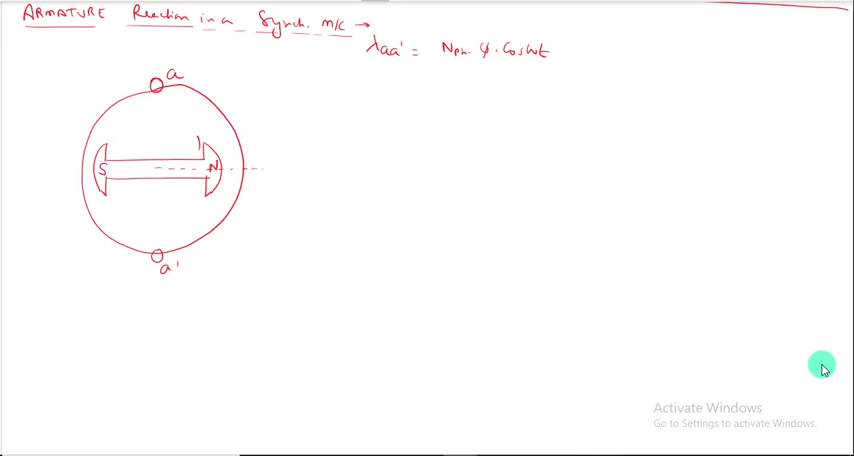 ARMATURE Reaction in a Synch. m/c →
λaa' = Nph. φ. Cosωt
a
S
N
a'
Activate Windows
Go to Settings to activate Windows.